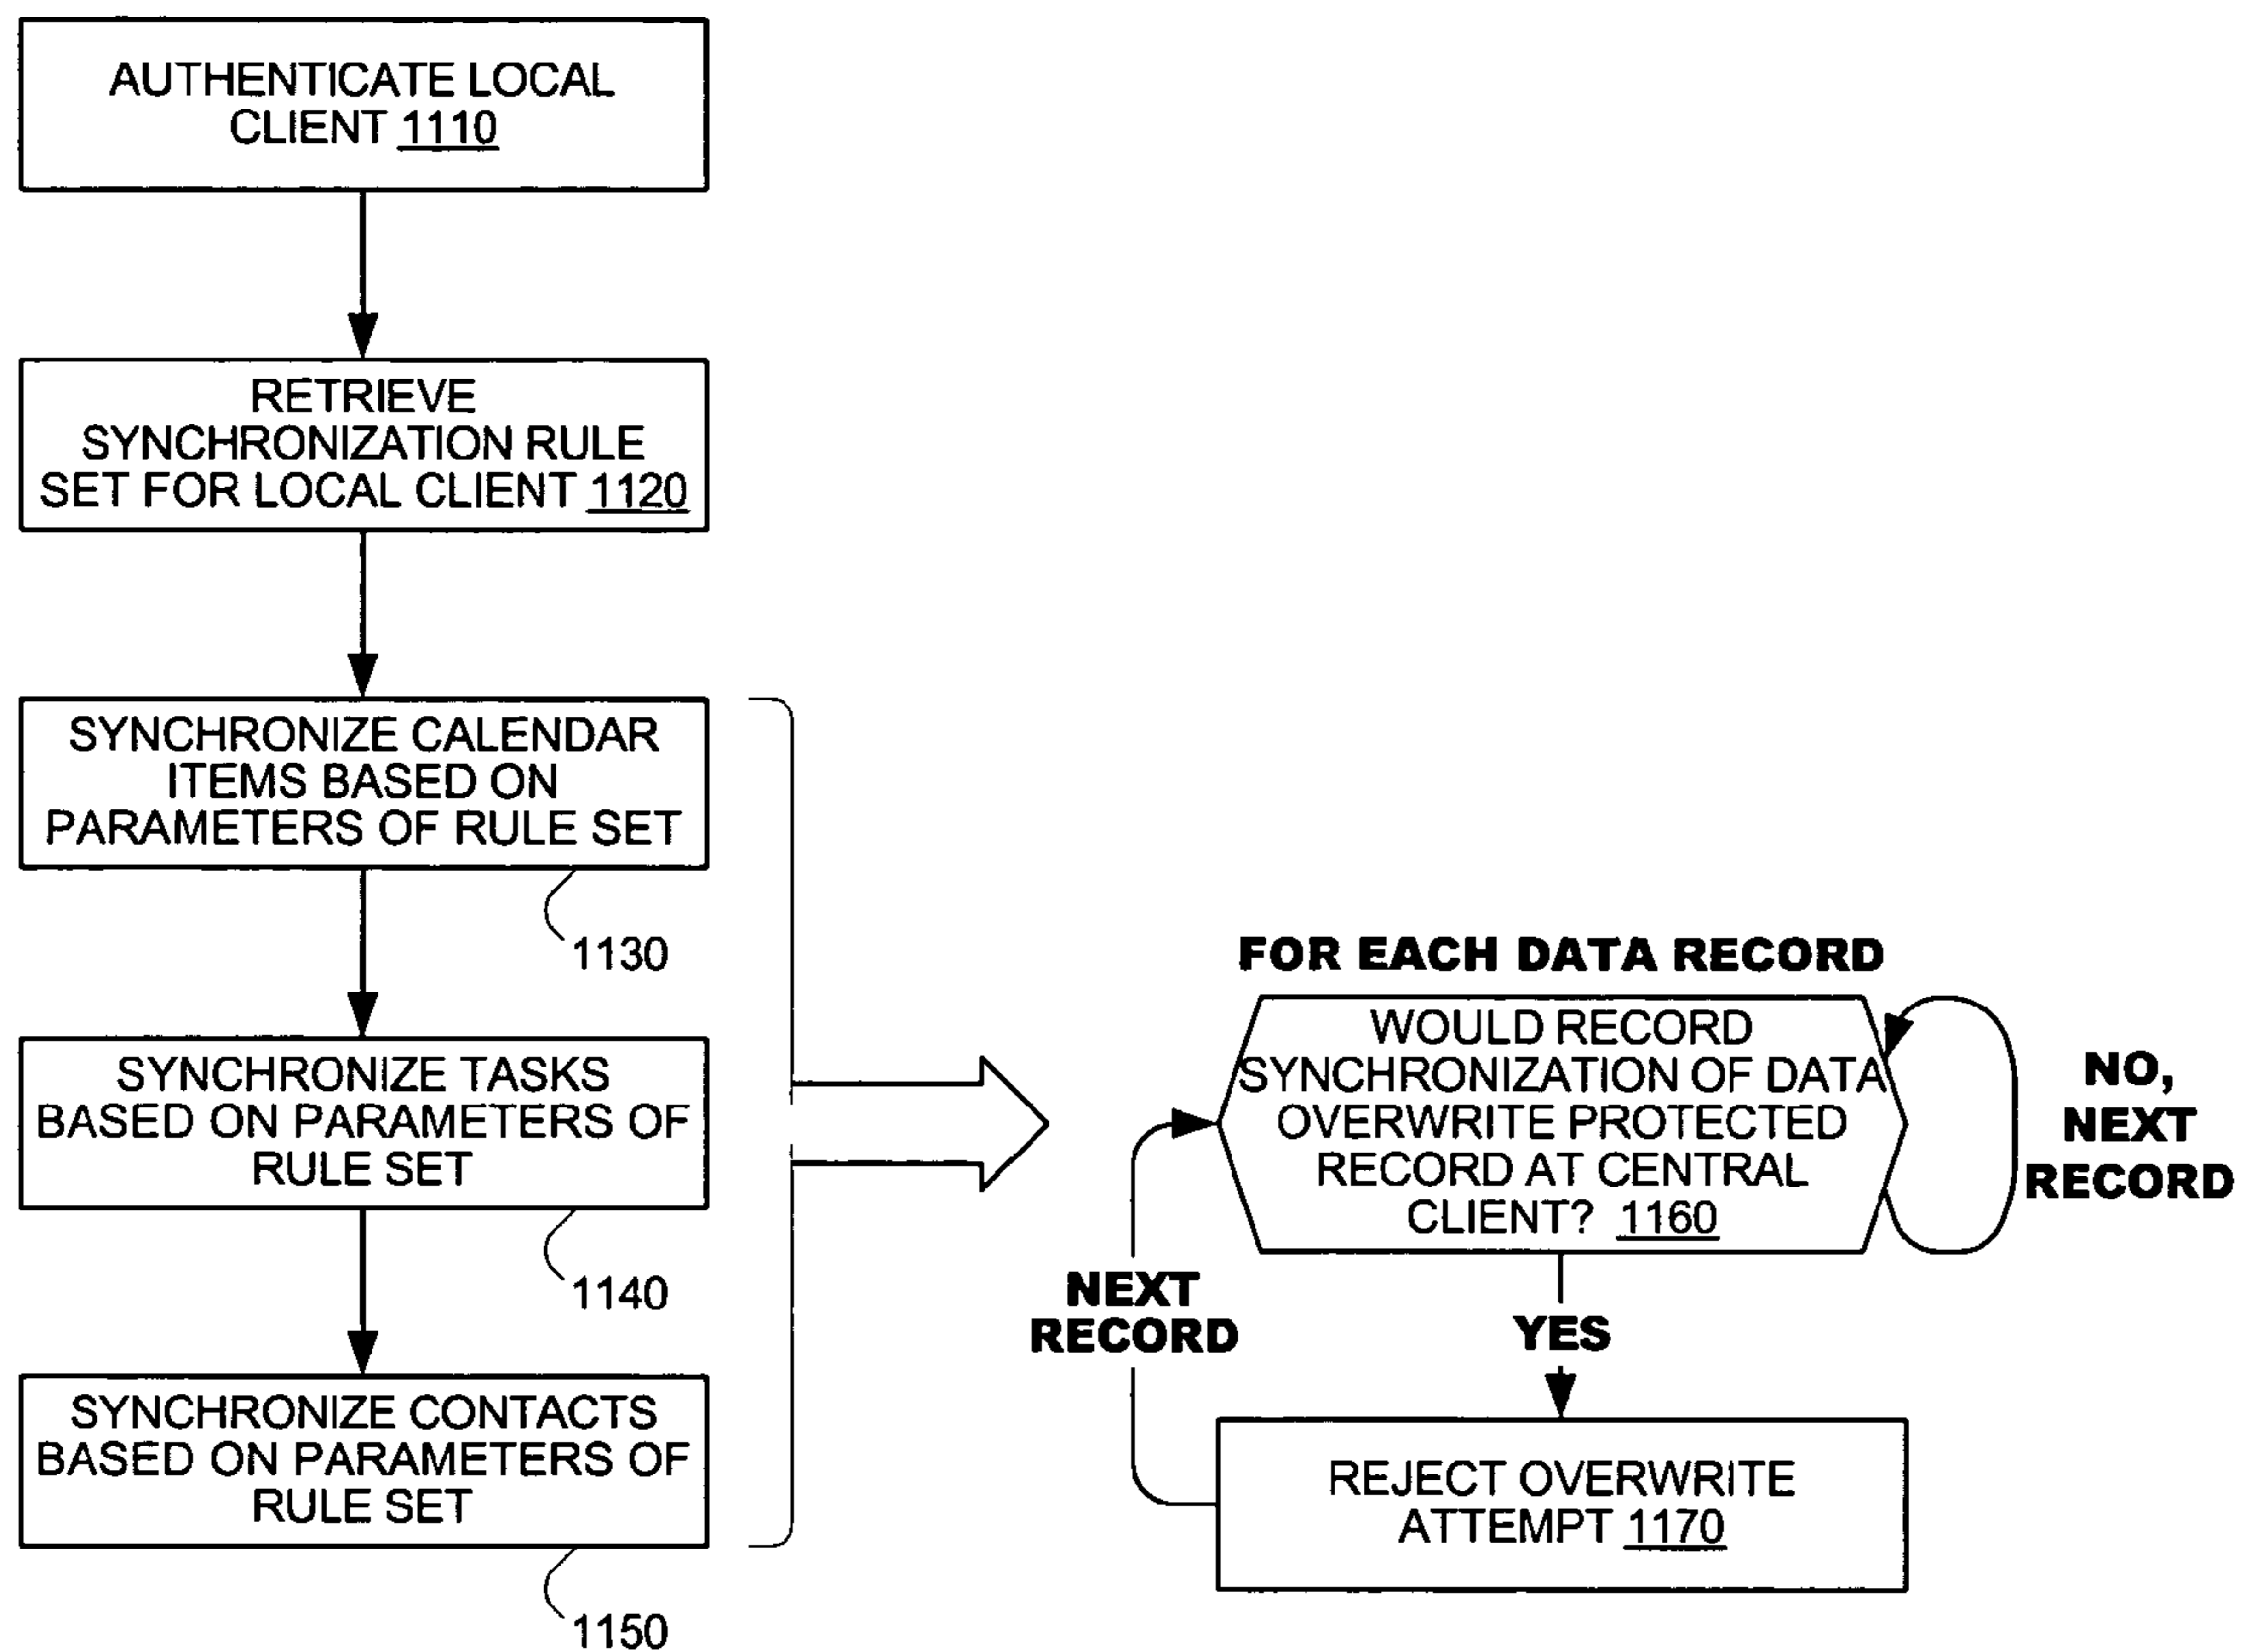 AUTHENTICATE LOCAL
CLIENT 1110
RETRIEVE
SYNCHRONIZATION RULE
SET FOR LOCAL CLIENT 1120
SYNCHRONIZE CALENDAR
ITEMS BASED ON
PARAMETERS OF RULE SET
1130
SYNCHRONIZE TASKS
BASED ON PARAMETERS OF
RULE SET
1140
SYNCHRONIZE CONTACTS
BASED ON PARAMETERS OF
RULE SET
1150
FOR EACH DATA RECORD
WOULD RECORD
SYNCHRONIZATION OF DATA
OVERWRITE PROTECTED
RECORD AT CENTRAL
CLIENT? 1160
NO,
NEXT
RECORD
YES
NEXT
RECORD
REJECT OVERWRITE
ATTEMPT 1170